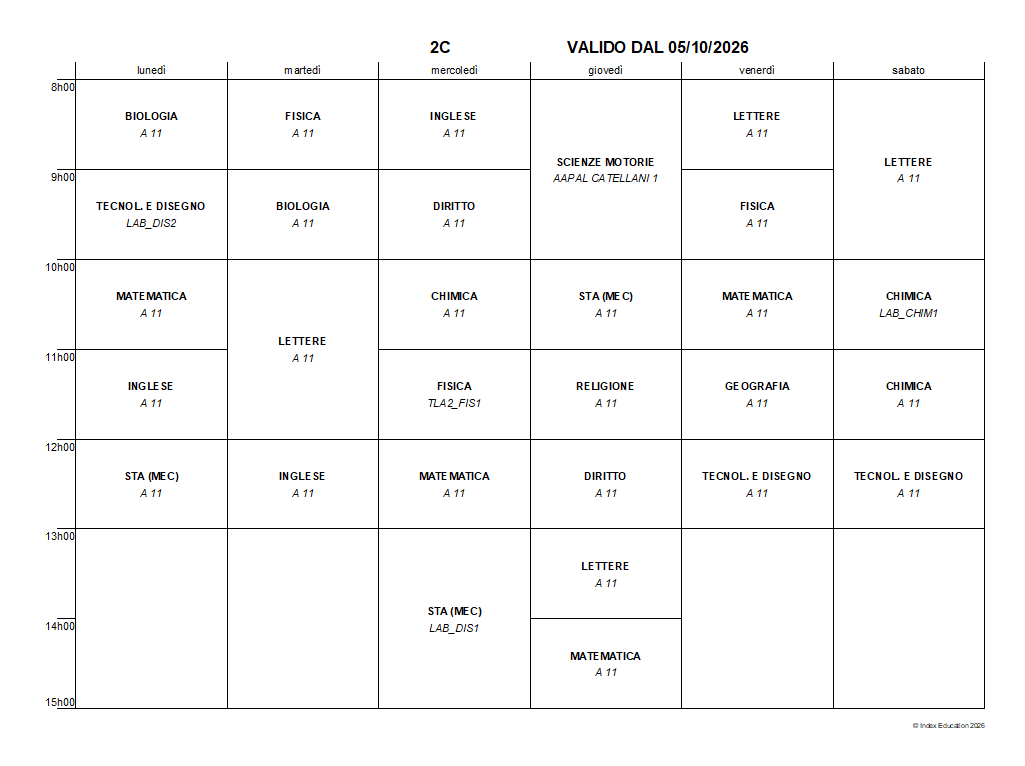 2C VALIDO DAL 05/10/2026
lunedì martedì mercoledì giovedì venerdì sabato
8h00
BIOLOGIA FISICA INGLESE LETTERE
A 11 A 11 A 11 A 11
SCIENZE MOTORIE LETTERE
AAPAL CATELLANI 1 A 11
9h00
TECNOL. E DISEGNO BIOLOGIA DIRITTO FISICA
LAB_DIS2 A 11 A 11 A 11
10h00
MATEMATICA CHIMICA STA (MEC) MATEMATICA CHIMICA
A 11 A 11 A 11 A 11 LAB_CHIM1
LETTERE
A 11
11h00
INGLESE FISICA RELIGIONE GEOGRAFIA CHIMICA
A 11 TLA2_FIS1 A 11 A 11 A 11
12h00
STA (MEC) INGLESE MATEMATICA DIRITTO TECNOL. E DISEGNO TECNOL. E DISEGNO
A 11 A 11 A 11 A 11 A 11 A 11
13h00
LETTERE
A 11
STA (MEC)
LAB_DIS1
14h00
MATEMATICA
A 11
15h00
© Index Education 2026